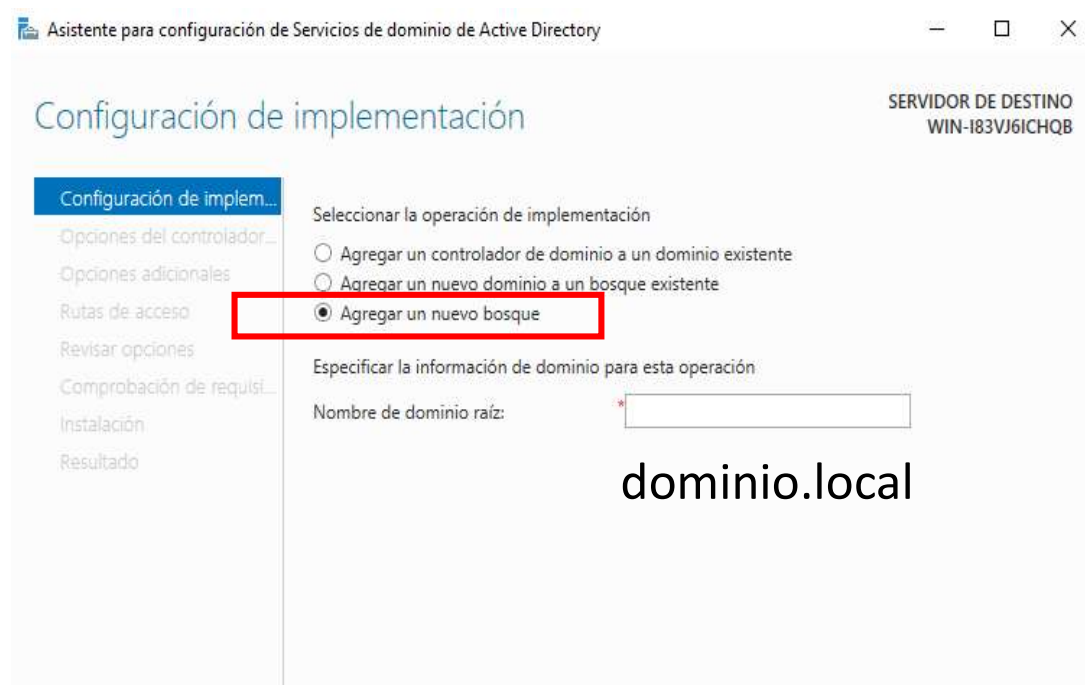 Asistente para configuración de Servicios de dominio de Active Directory
Configuración de implementación
SERVIDOR DE DESTINO
WIN-I83VJ6ICHQB
Configuración de implem...
Opciones del controlador...
Opciones adicionales
Rutas de acceso
Revisar opciones
Comprobación de requisi...
Instalación
Resultado
Seleccionar la operación de implementación
Agregar un controlador de dominio a un dominio existente
Agregar un nuevo dominio a un bosque existente
Agregar un nuevo bosque
Especificar la información de dominio para esta operación
Nombre de dominio raíz: *
dominio.local